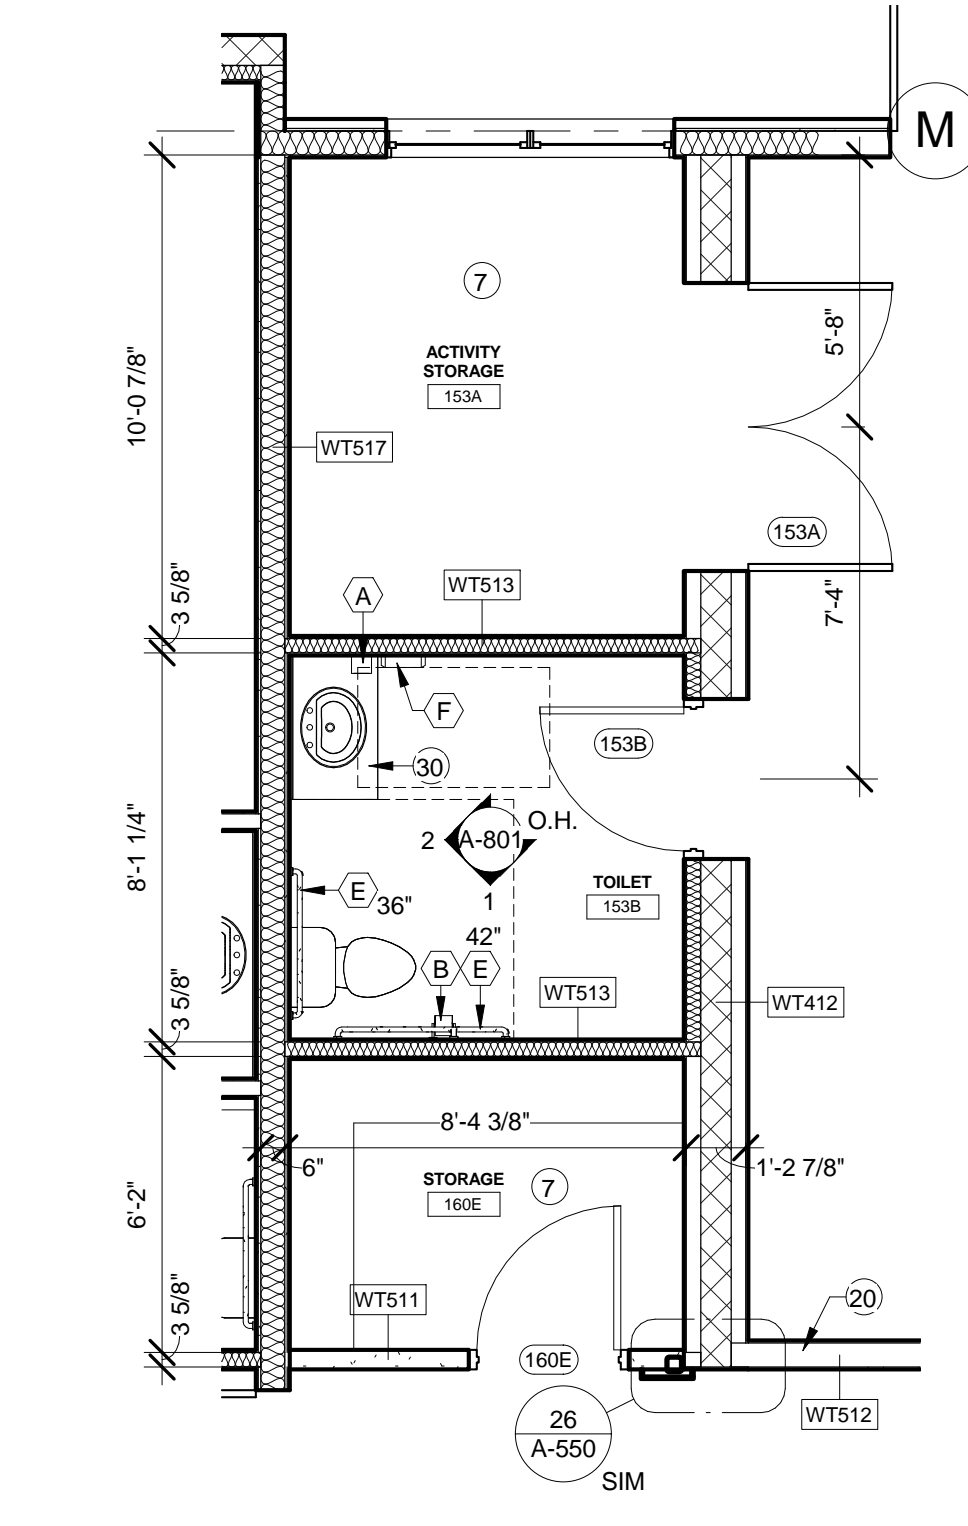 M
7
5'-8"
ACTIVITY
STORAGE
153A
10'-0 7/8"
WT517
153A
3 5/8"
A
WT513
7'-4"
F
153B
30
8'-1 1/4"
2
A-801
O.H.
TOILET
153B
E
36"
1
42"
B
E
WT513
WT412
3 5/8"
8'-4 3/8"
6"
1'-2 7/8"
STORAGE
160E
7
6'-2"
3 5/8"
WT511
20
160E
26
A-550
WT512
SIM